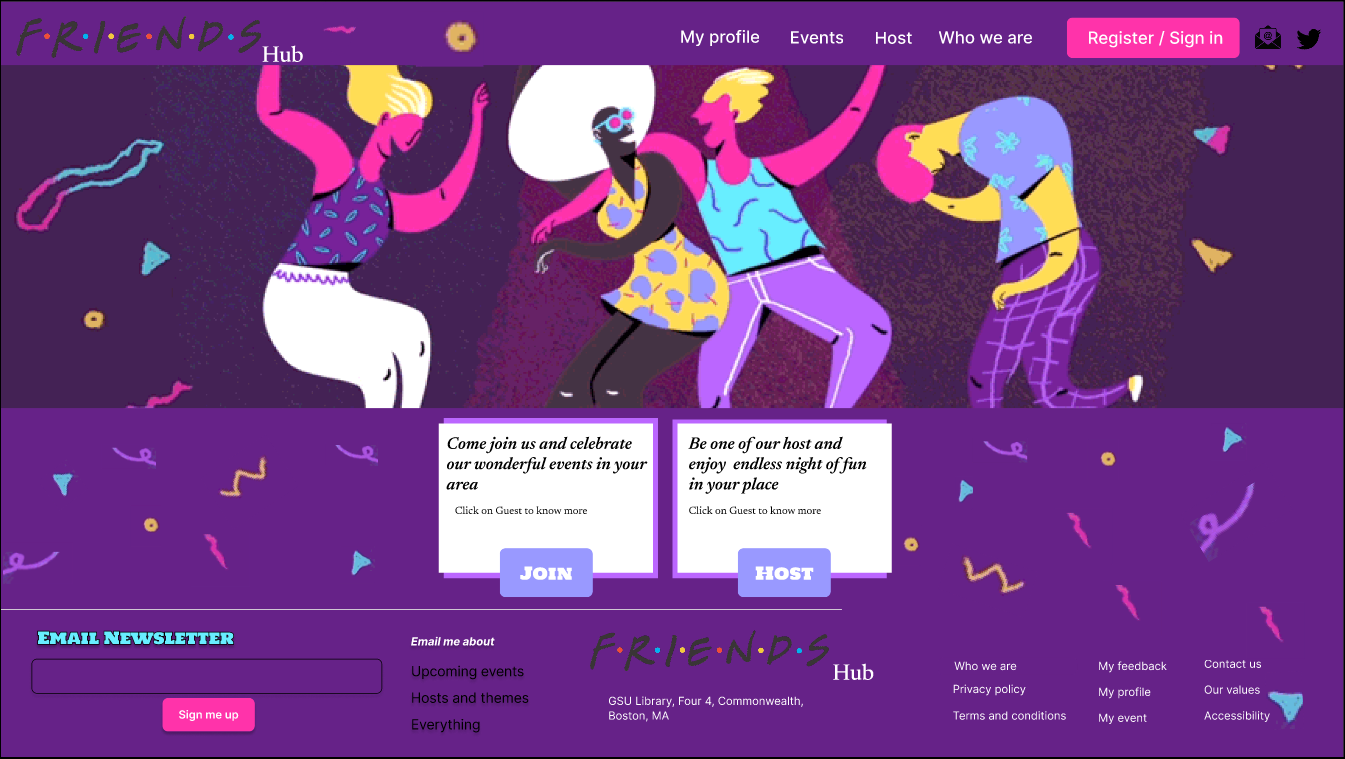 F·R·I·E·N·D·S
Hub
My profile
Events
Host
Who we are
Register / Sign in
@
Come join us and celebrate
our wonderful events in your
area
Click on Guest to know more
Join
Be one of our host and
enjoy endless night of fun
in your place
Click on Guest to know more
Host
Email Newsletter
Sign me up
Email me about
Upcoming events
Hosts and themes
Everything
F·R·I·E·N·D·S
Hub
GSU Library, Four 4, Commonwealth,
Boston, MA
Who we are
Privacy policy
Terms and conditions
My feedback
My profile
My event
Contact us
Our values
Accessibility